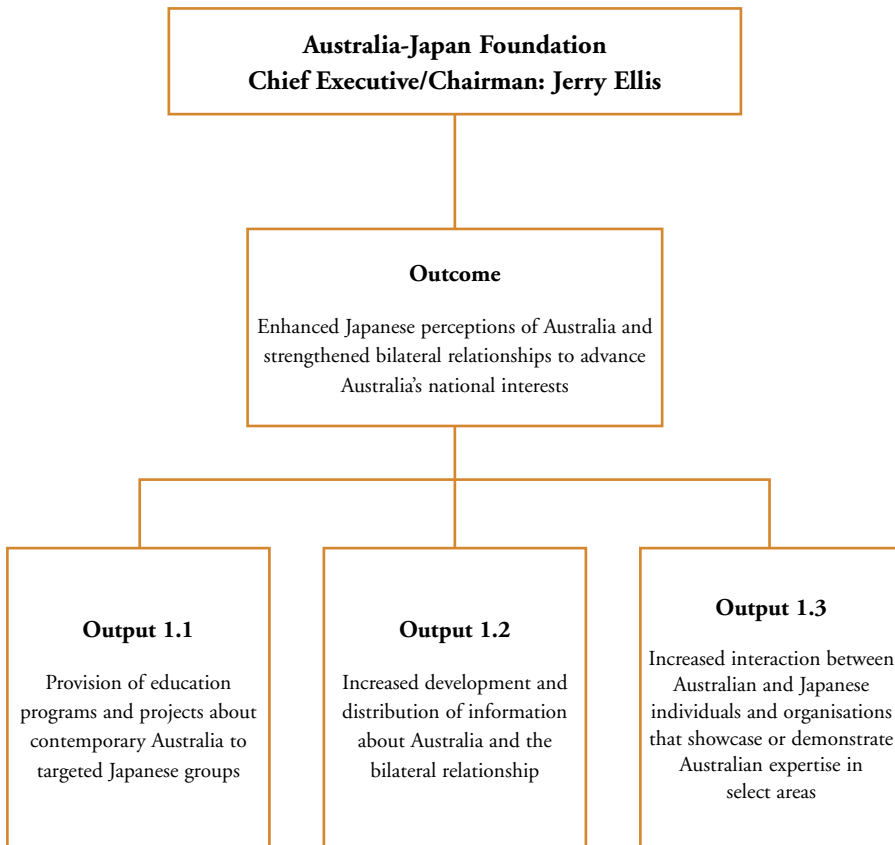 Australia-Japan Foundation
Chief Executive/Chairman: Jerry Ellis
Outcome
Enhanced Japanese perceptions of Australia and
strengthened bilateral relationships to advance
Australia’s national interests
Output 1.1
Provision of education
programs and projects about
contemporary Australia to
targeted Japanese groups
Output 1.2
Increased development and
distribution of information
about Australia and the
bilateral relationship
Output 1.3
Increased interaction between
Australian and Japanese
individuals and organisations
that showcase or demonstrate
Australian expertise in
select areas